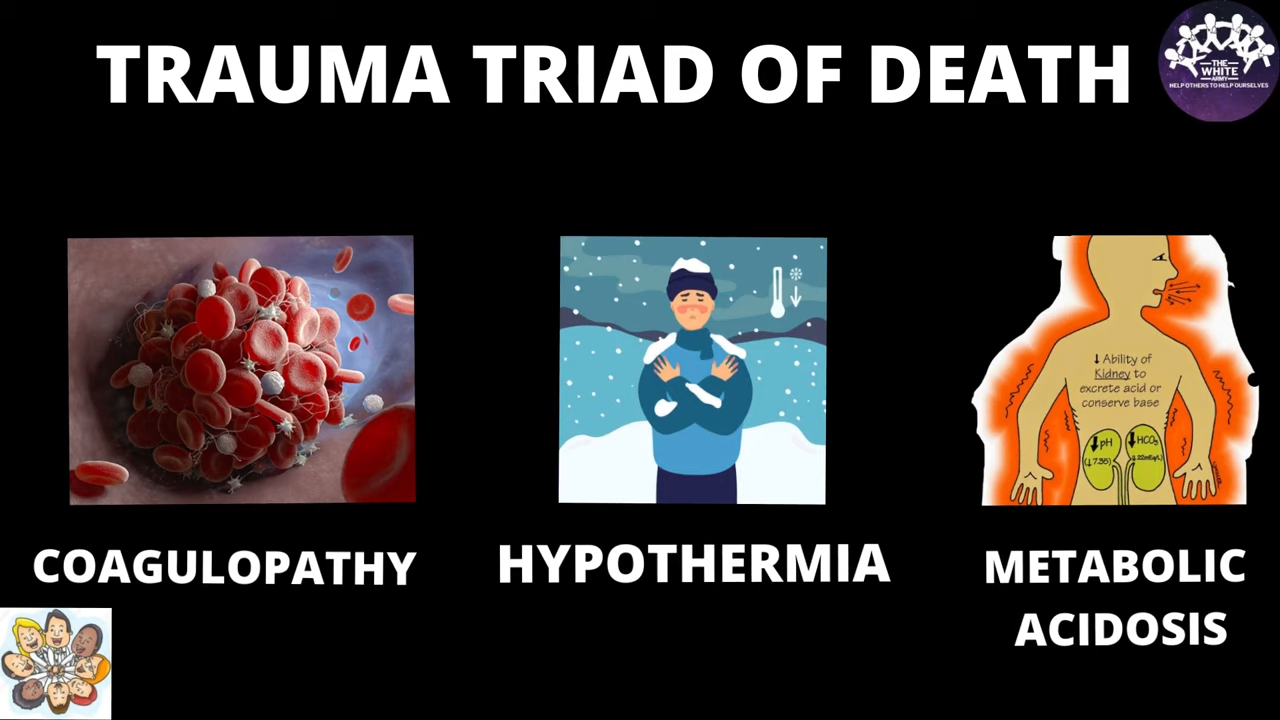 TRAUMA TRIAD OF DEATH
THE
WHITE
ARMY
HELP OTHERS TO HELP OURSELVES
↓ Ability of
Kidney to
excrete acid or
conserve base
↓pH
(↓7.35)
↓HCO₃
COAGULOPATHY
HYPOTHERMIA
METABOLIC
ACIDOSIS